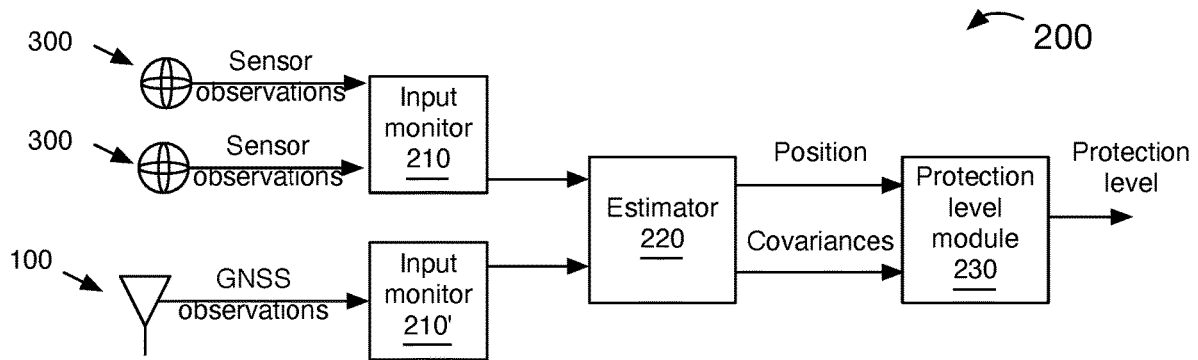 200
300
Sensor
observations
300
Sensor
observations
Input
monitor
210
100
GNSS
observations
Input
monitor
210'
Estimator
220
Position
Covariances
Protection
level
module
230
Protection
level